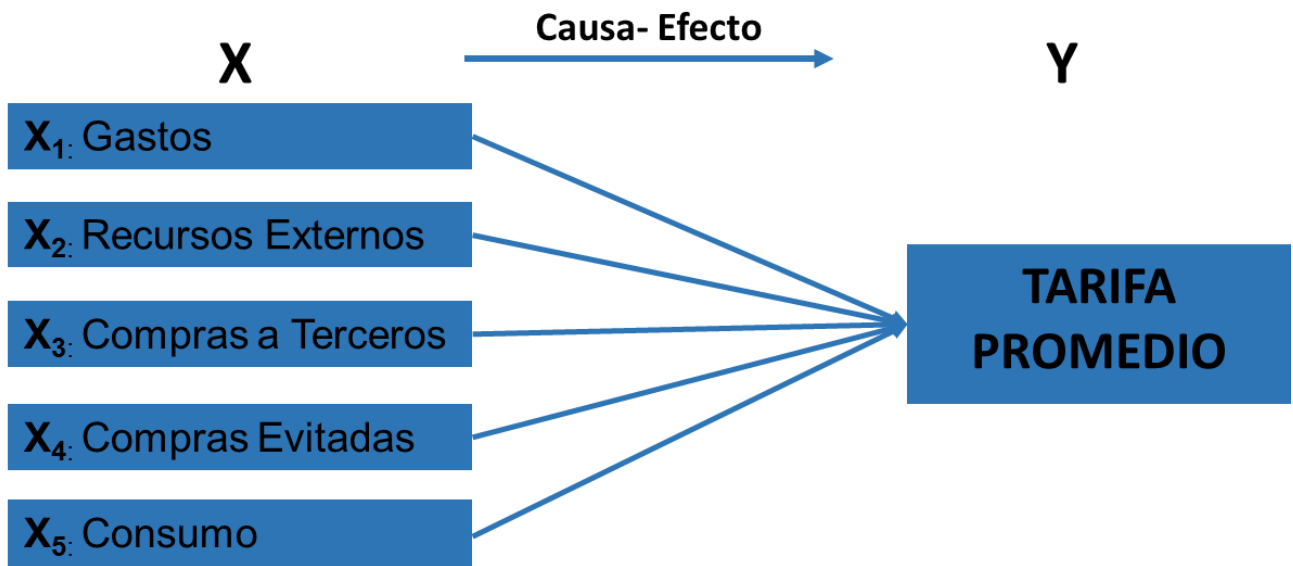 X
Causa- Efecto
Y
X1: Gastos
X2: Recursos Externos
X3: Compras a Terceros
X4: Compras Evitadas
X5: Consumo
TARIFA
PROMEDIO